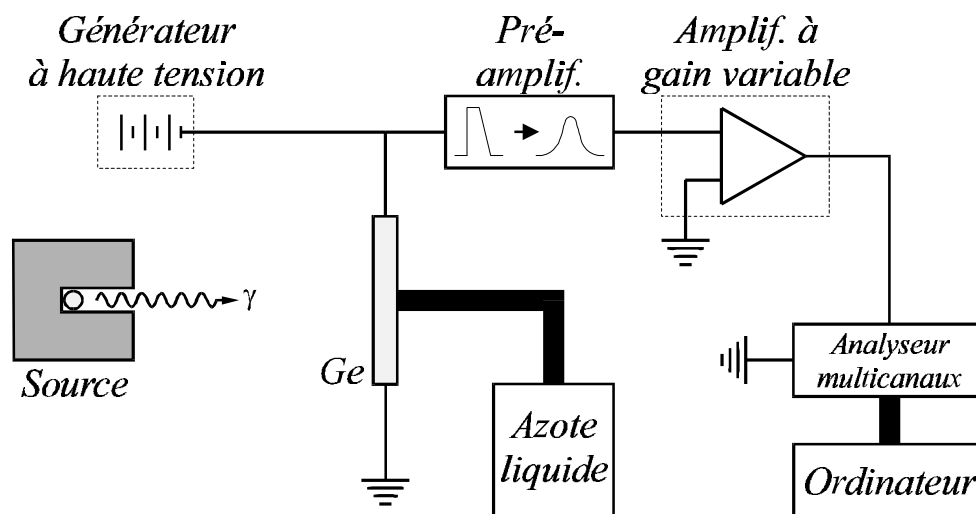 Générateur
à haute tension
Pré-
amplif.
Amplif. à
gain variable
γ
Source
Ge
Azote
liquide
Analyseur
multicanaux
Ordinateur